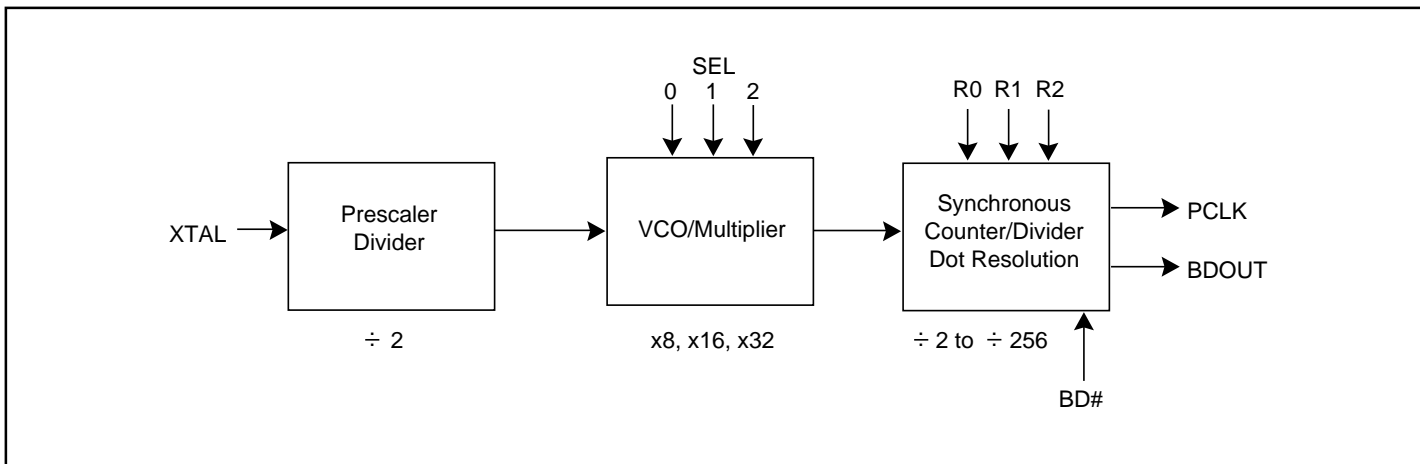 SEL
0 1 2
R0 R1 R2
XTAL
Prescaler
Divider
VCO/Multiplier
Synchronous
Counter/Divider
Dot Resolution
PCLK
BDOUT
÷ 2
x8, x16, x32
÷ 2 to ÷ 256
BD#